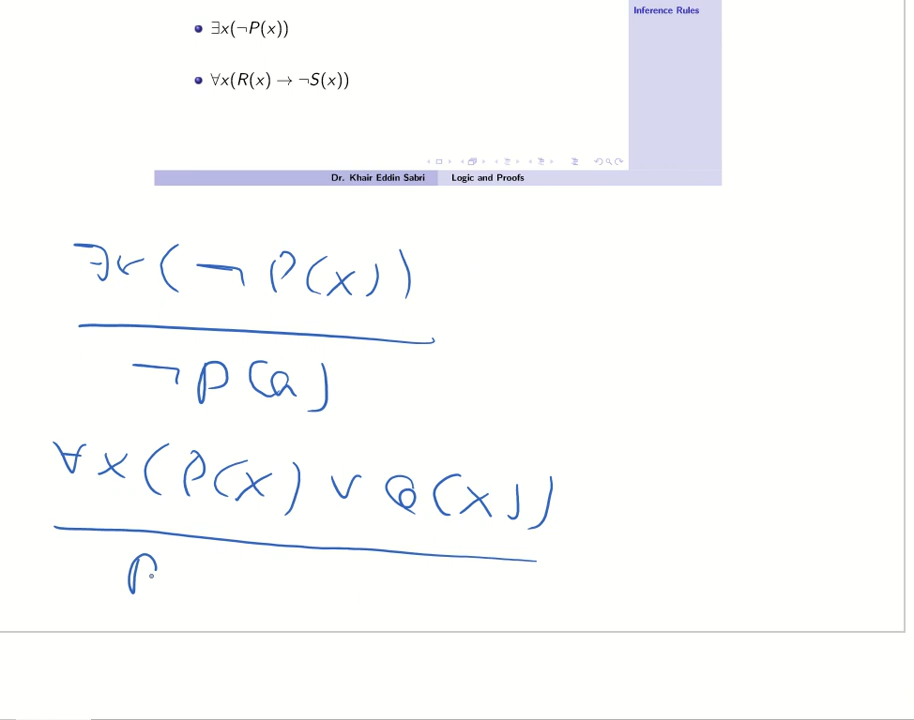 Inference Rules
∃x(¬P(x))
∀x(R(x) → ¬S(x))
Dr. Khair Eddin Sabri Logic and Proofs
∃x(¬P(x))
¬P(a)
∀x(P(x) ∨ Q(x))
P